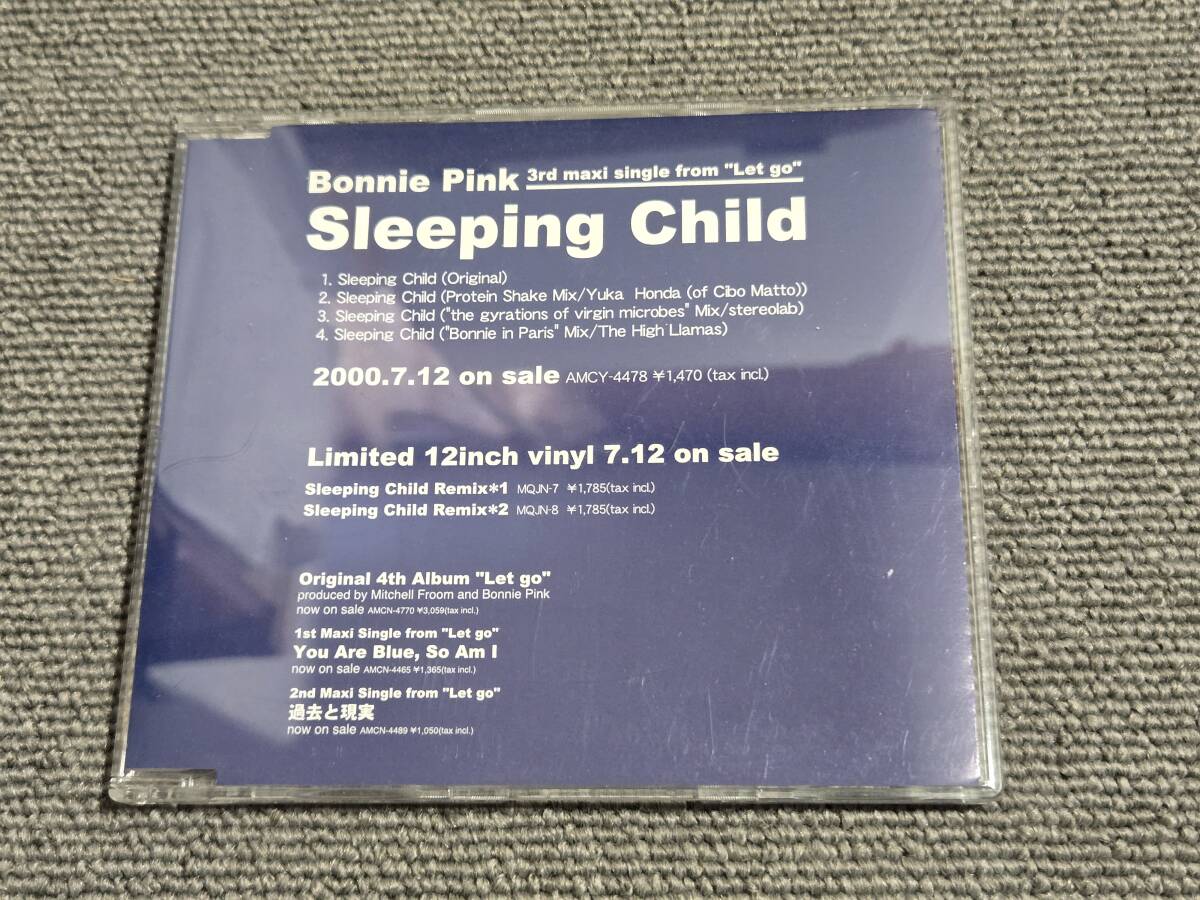 Bonnie Pink 3rd maxi single from "Let go"
Sleeping Child
1. Sleeping Child (Original)
2. Sleeping Child (Protein Shake Mix/Yuka Honda (of Cibo Matto))
3. Sleeping Child ("the gyrations of virgin microbes" Mix/stereolab)
4. Sleeping Child ("Bonnie in Paris" Mix/The High Llamas)
2000.7.12 on sale AMCY-4478 ¥1,470 (tax incl.)
Limited 12inch vinyl 7.12 on sale
Sleeping Child Remix*1 MQJN-7 ¥1,785(tax incl.)
Sleeping Child Remix*2 MQJN-8 ¥1,785(tax incl.)
Original 4th Album "Let go"
produced by Mitchell Froom and Bonnie Pink
now on sale AMCN-4770 ¥3,059(tax incl.)
1st Maxi Single from "Let go"
You Are Blue, So Am I
now on sale AMCN-4465 ¥1,365(tax incl.)
2nd Maxi Single from "Let go"
過去と現実
now on sale AMCN-4489 ¥1,050(tax incl.)